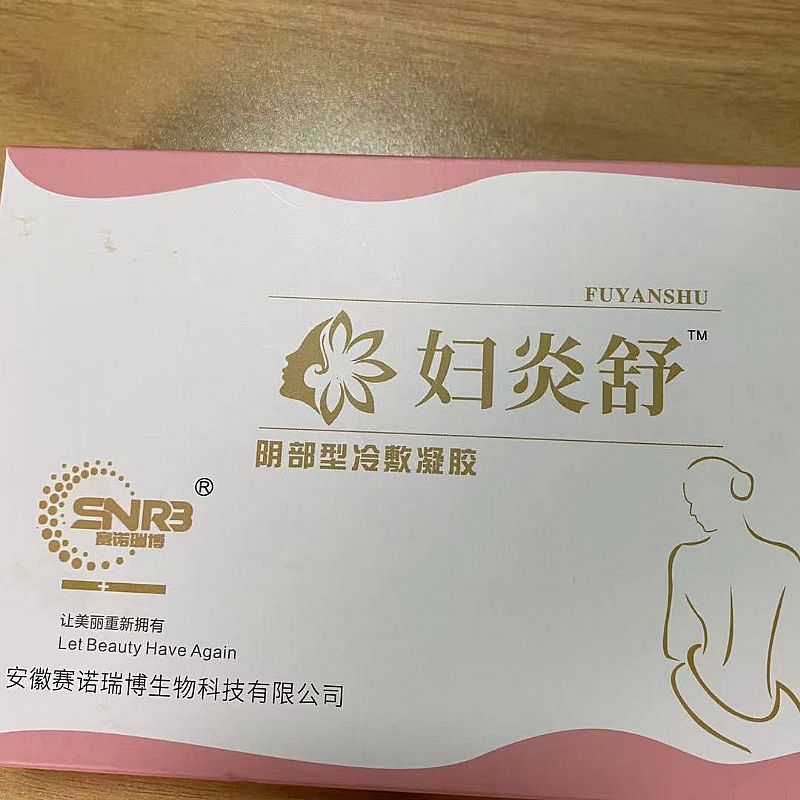 FUYANSHU
妇炎舒™
阴部型冷敷凝胶
SNRB®
赛诺瑞博
让美丽重新拥有
Let Beauty Have Again
安徽赛诺瑞博生物科技有限公司